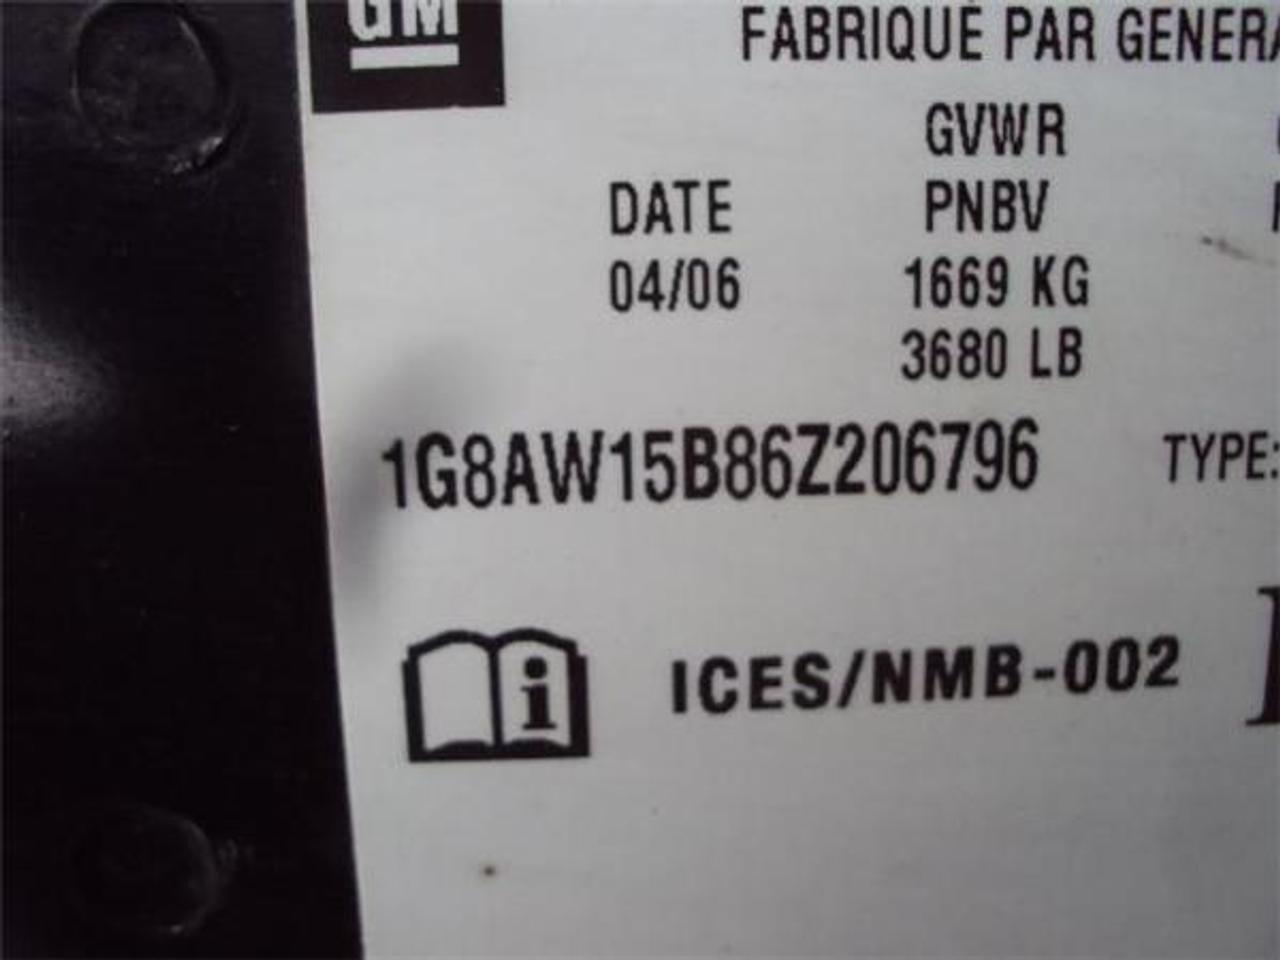 GM
FABRIQUÉ PAR GENERA
GVWR
DATE PNBV
04/06 1669 KG
3680 LB
1G8AW15B86Z206796 TYPE:
i ICES/NMB-002